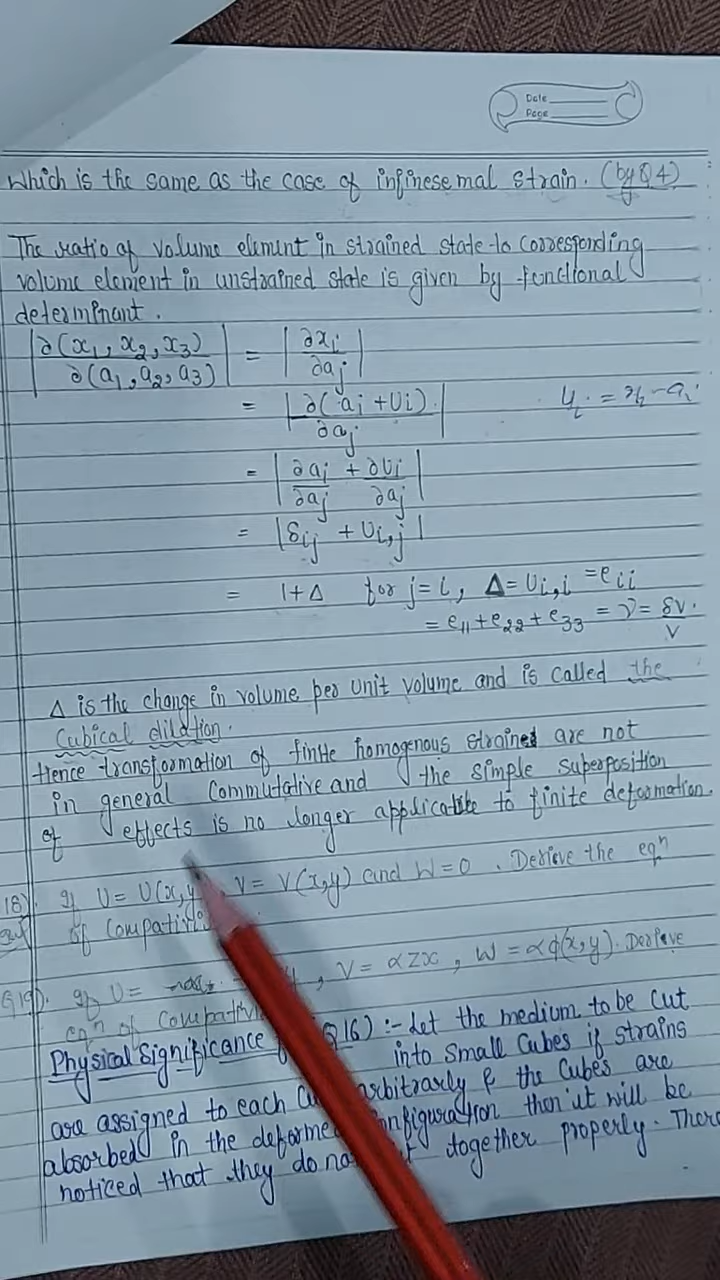 Date
Page
Which is the same as the case of infinesemal strain. (by Q4)
The ratio of volume element in strained state to corresponding
volume element in unstrained state is given by functional
determinant.
|∂(x₁, x₂, x₃)/∂(a₁, a₂, a₃)| = |∂xᵢ/∂aⱼ|
= |∂(aᵢ + Uᵢ)/∂aⱼ| uᵢ = xᵢ - aᵢ
= |∂aᵢ/∂aⱼ + ∂Uᵢ/∂aⱼ|
= |δᵢⱼ + Uᵢ,ⱼ|
= 1+Δ for j=i, Δ= Uᵢ,ᵢ = eᵢᵢ
= e₁₁+e₂₂+e₃₃ = ν = δv/v
Δ is the change in volume per unit volume and is called the
Cubical dilation.
Hence transformation of finite homogenous strained are not
in general commutative and the simple superposition
of effects is no longer applicable to finite deformation.
18). If U= U(x,y V= V(x,y) and W=0. Derive the eqⁿ
of Compati
Q19). If U= y, V= αzx, W= αϕ(x,y). Derive
eqⁿ of Compati
Physical Significance Q16) :- Let the medium to be cut
into small cubes if strains
are assigned to each arbitrarly & the cubes are
absorbed in the deforme nfiguration then it will be
noticed that they do no together properly. There